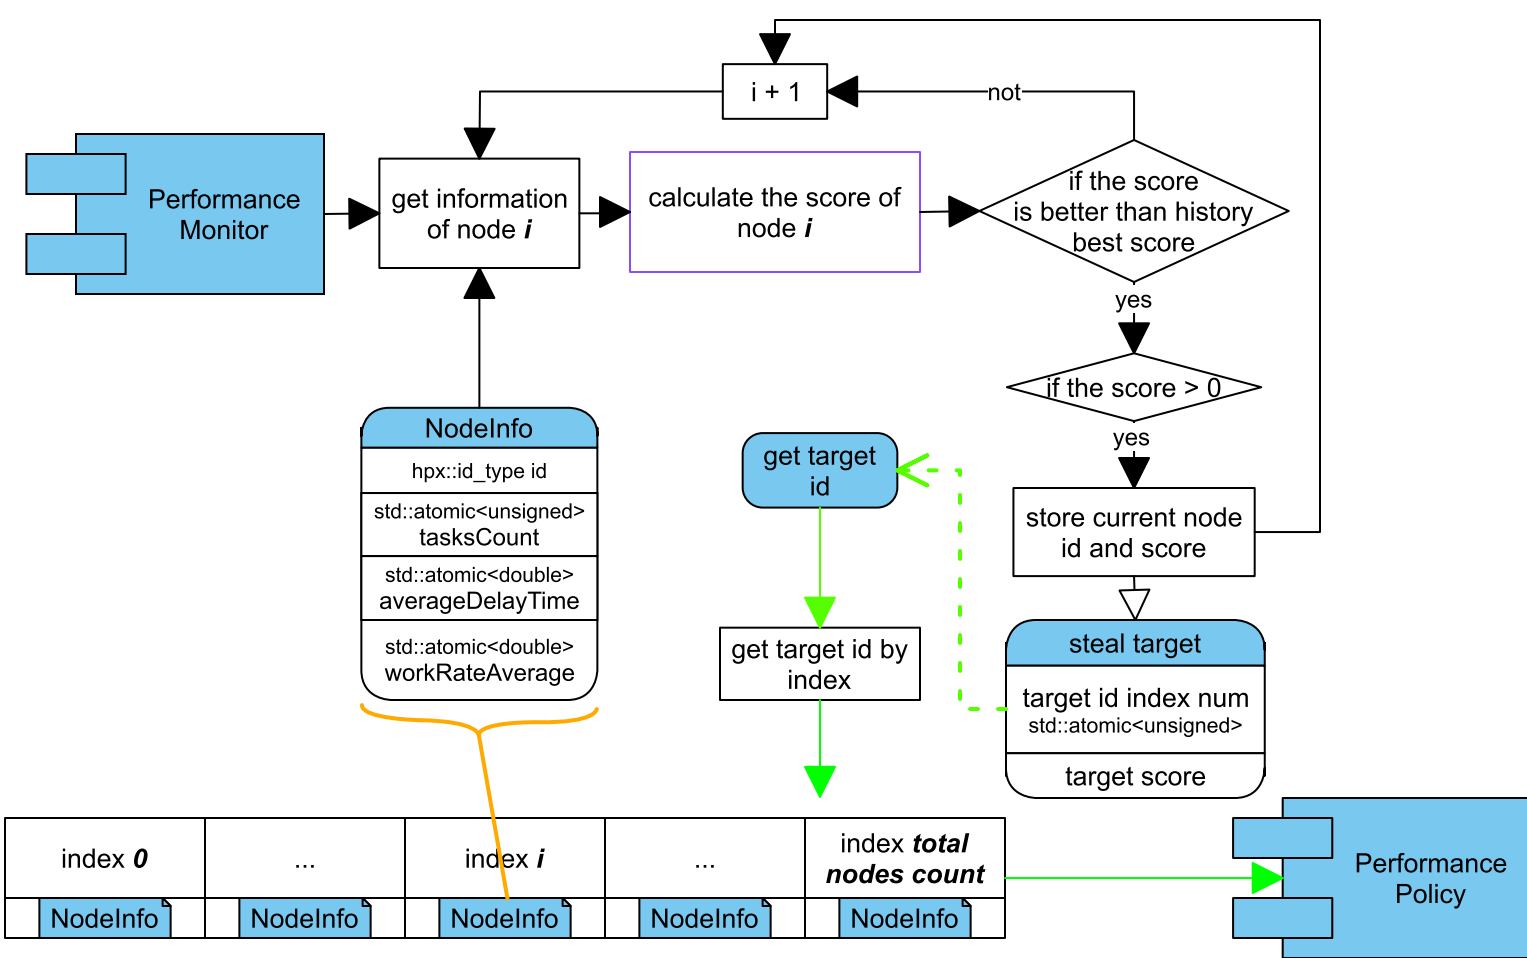 i + 1
not
Performance
Monitor
get information
of node i
calculate the score of
node i
if the score
is better than history
best score
yes
if the score > 0
yes
NodeInfo
hpx::id_type id
std::atomic<unsigned>
tasksCount
std::atomic<double>
averageDelayTime
std::atomic<double>
workRateAverage
get target
id
get target id by
index
store current node
id and score
steal target
target id index num
std::atomic<unsigned>
target score
index 0
...
index i
...
index total
nodes count
NodeInfo
NodeInfo
NodeInfo
NodeInfo
NodeInfo
Performance
Policy